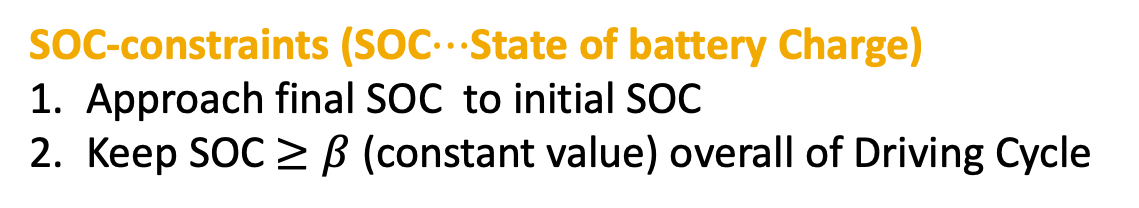 SOC-constraints (SOC⋯State of battery Charge)
1. Approach final SOC to initial SOC
2. Keep SOC ≥ β (constant value) overall of Driving Cycle